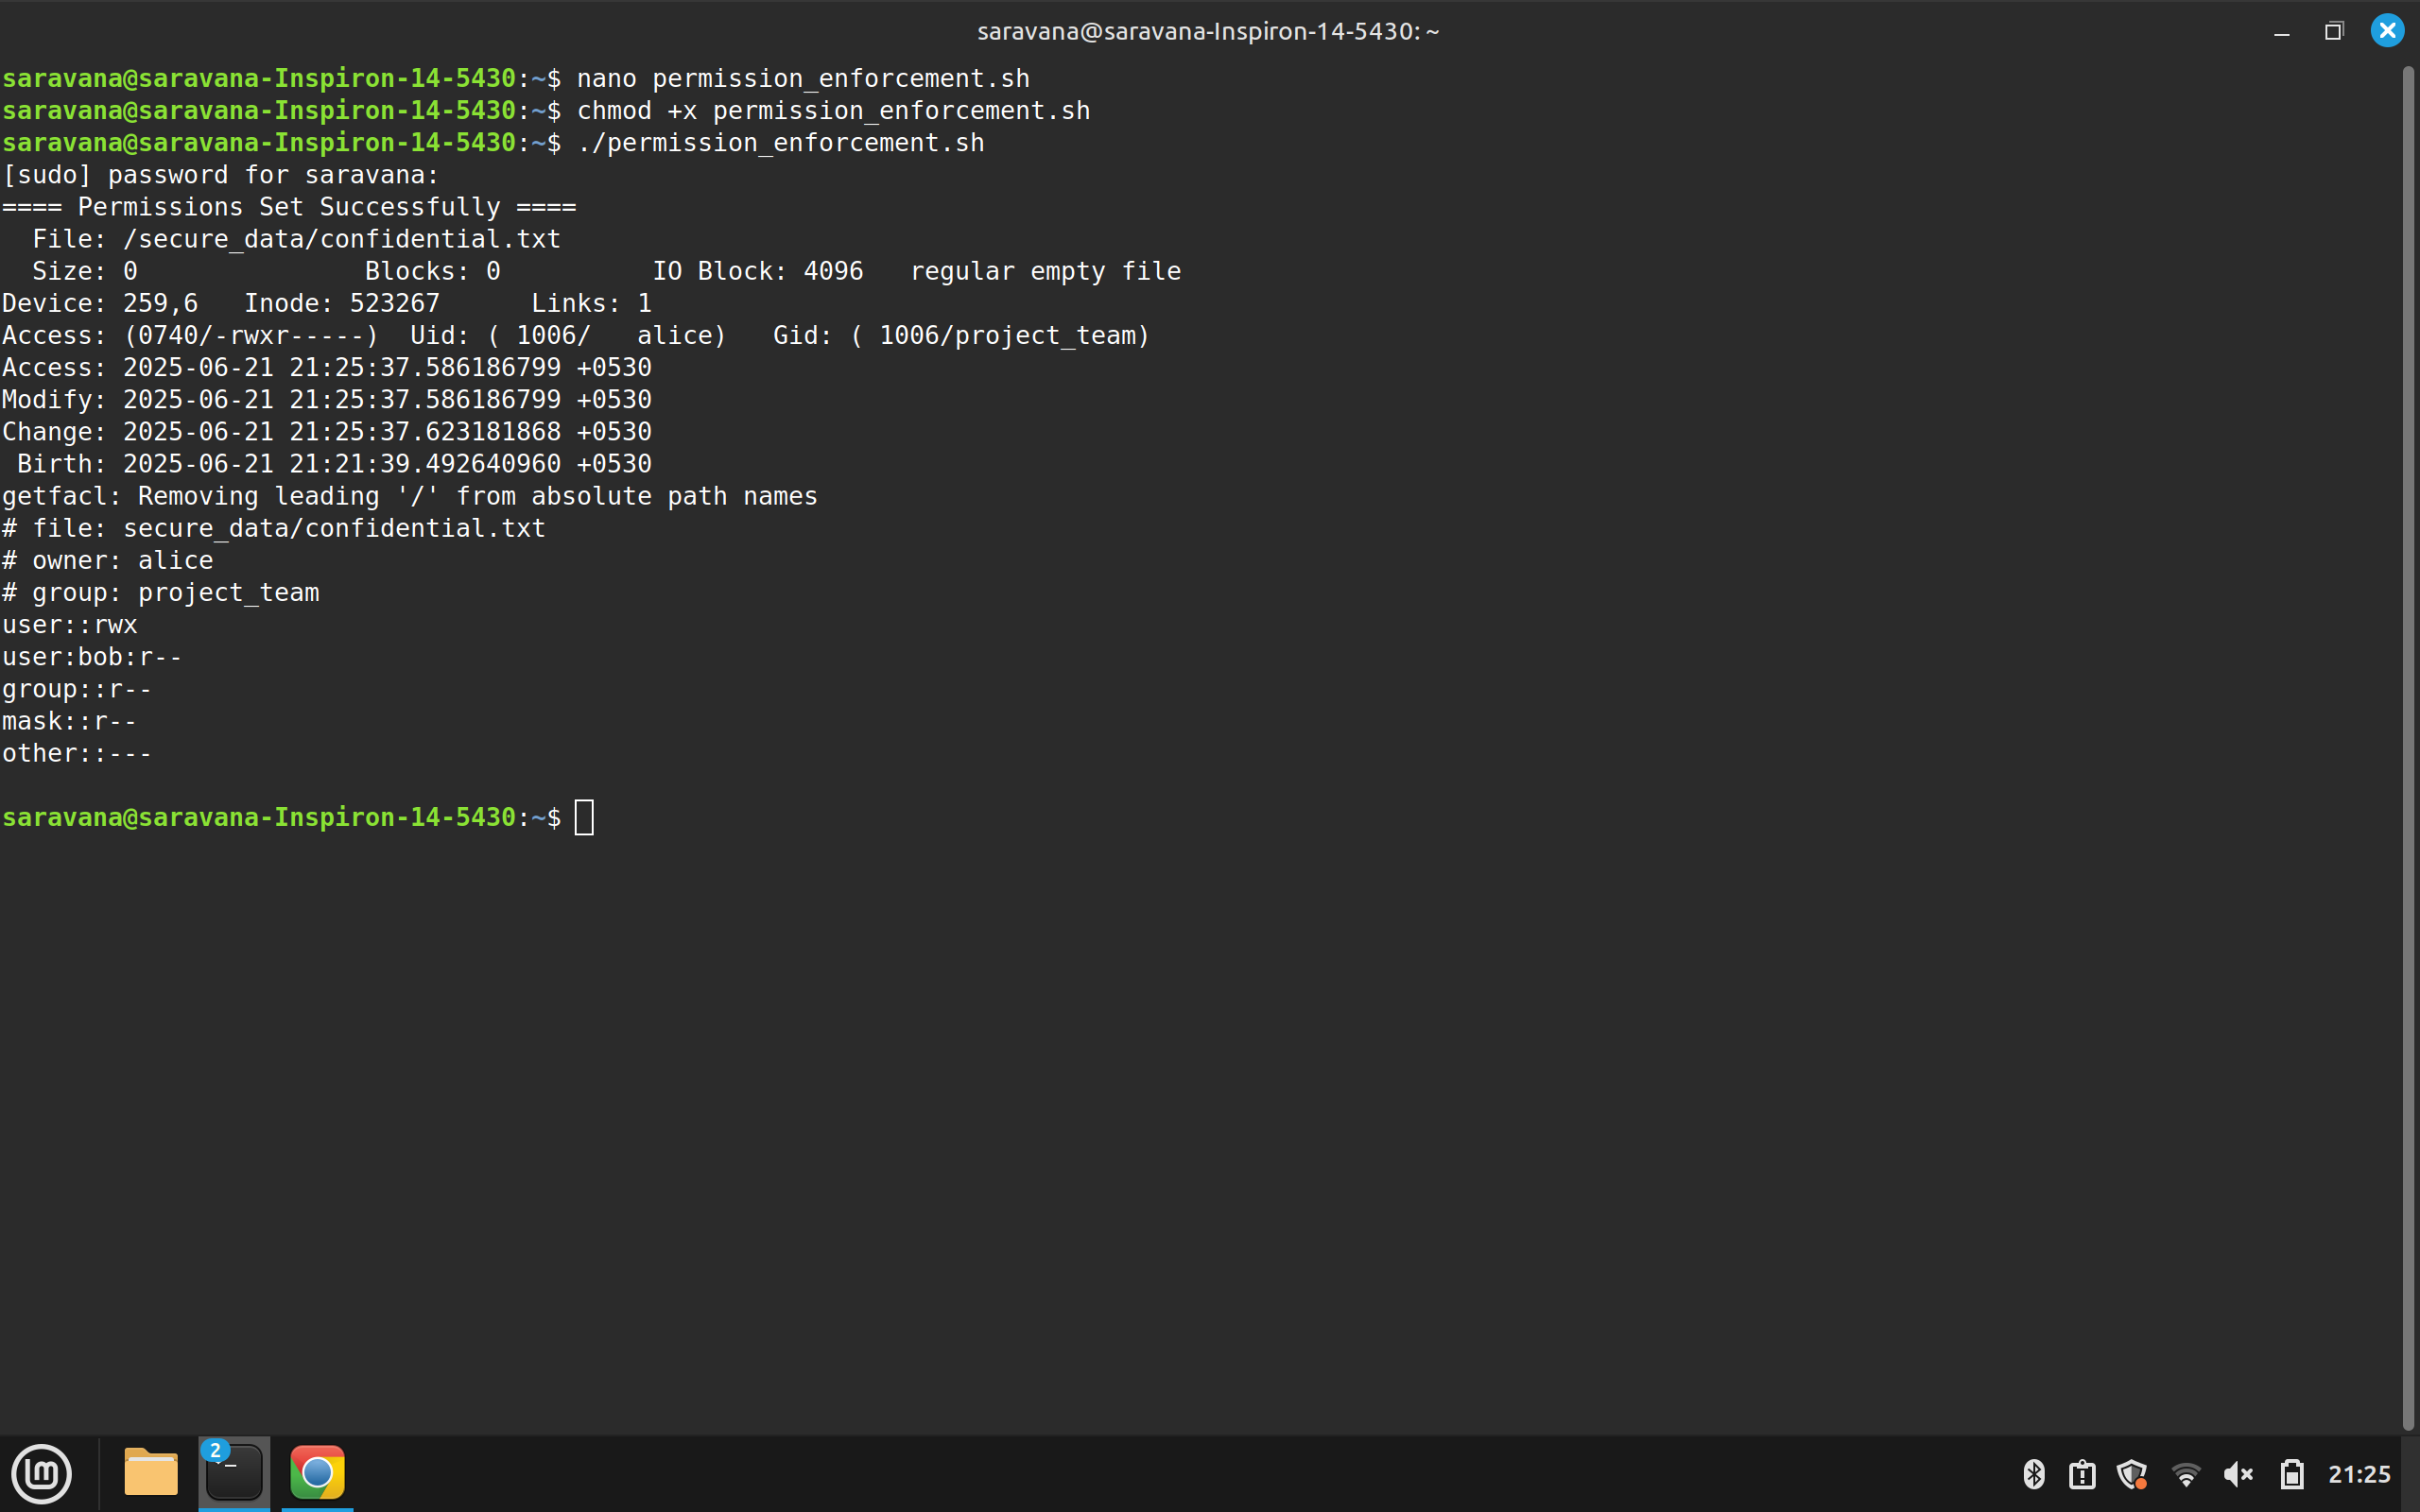 saravana@saravana-Inspiron-14-5430: ~
saravana@saravana-Inspiron-14-5430:~$ nano permission_enforcement.sh
saravana@saravana-Inspiron-14-5430:~$ chmod +x permission_enforcement.sh
saravana@saravana-Inspiron-14-5430:~$ ./permission_enforcement.sh
[sudo] password for saravana:
==== Permissions Set Successfully ====
  File: /secure_data/confidential.txt
  Size: 0               Blocks: 0          IO Block: 4096   regular empty file
Device: 259,6   Inode: 523267      Links: 1
Access: (0740/-rwxr-----)  Uid: ( 1006/   alice)   Gid: ( 1006/project_team)
Access: 2025-06-21 21:25:37.586186799 +0530
Modify: 2025-06-21 21:25:37.586186799 +0530
Change: 2025-06-21 21:25:37.623181868 +0530
 Birth: 2025-06-21 21:21:39.492640960 +0530
getfacl: Removing leading '/' from absolute path names
# file: secure_data/confidential.txt
# owner: alice
# group: project_team
user::rwx
user:bob:r--
group::r--
mask::r--
other::---
saravana@saravana-Inspiron-14-5430:~$
2
21:25